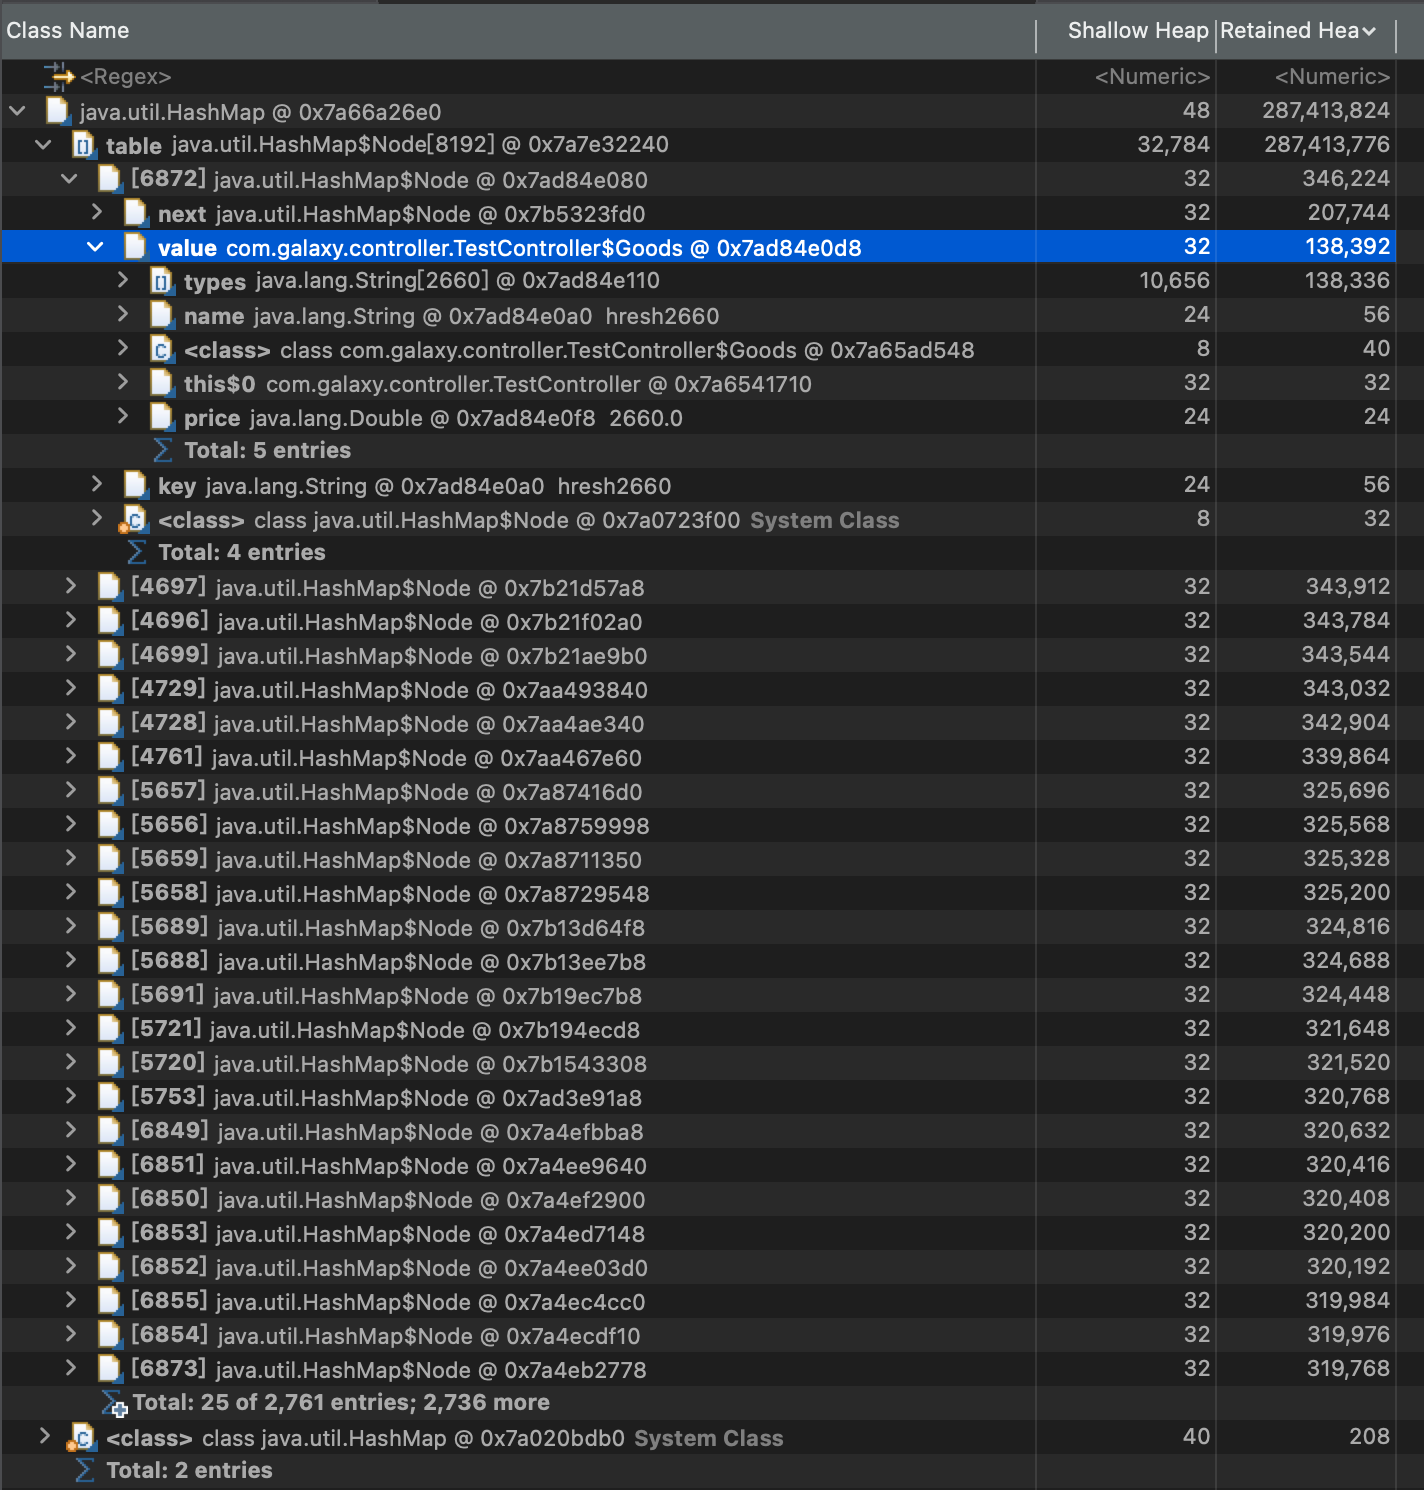 Class Name Shallow Heap Retained Hea
<Regex> <Numeric> <Numeric>
java.util.HashMap @ 0x7a66a26e0 48 287,413,824
table java.util.HashMap$Node[8192] @ 0x7a7e32240 32,784 287,413,776
[6872] java.util.HashMap$Node @ 0x7ad84e080 32 346,224
next java.util.HashMap$Node @ 0x7b5323fd0 32 207,744
value com.galaxy.controller.TestController$Goods @ 0x7ad84e0d8 32 138,392
types java.lang.String[2660] @ 0x7ad84e110 10,656 138,336
name java.lang.String @ 0x7ad84e0a0 hresh2660 24 56
<class> class com.galaxy.controller.TestController$Goods @ 0x7a65ad548 8 40
this$0 com.galaxy.controller.TestController @ 0x7a6541710 32 32
price java.lang.Double @ 0x7ad84e0f8 2660.0 24 24
Total: 5 entries
key java.lang.String @ 0x7ad84e0a0 hresh2660 24 56
<class> class java.util.HashMap$Node @ 0x7a0723f00 System Class 8 32
Total: 4 entries
[4697] java.util.HashMap$Node @ 0x7b21d57a8 32 343,912
[4696] java.util.HashMap$Node @ 0x7b21f02a0 32 343,784
[4699] java.util.HashMap$Node @ 0x7b21ae9b0 32 343,544
[4729] java.util.HashMap$Node @ 0x7aa493840 32 343,032
[4728] java.util.HashMap$Node @ 0x7aa4ae340 32 342,904
[4761] java.util.HashMap$Node @ 0x7aa467e60 32 339,864
[5657] java.util.HashMap$Node @ 0x7a87416d0 32 325,696
[5656] java.util.HashMap$Node @ 0x7a8759998 32 325,568
[5659] java.util.HashMap$Node @ 0x7a8711350 32 325,328
[5658] java.util.HashMap$Node @ 0x7a8729548 32 325,200
[5689] java.util.HashMap$Node @ 0x7b13d64f8 32 324,816
[5688] java.util.HashMap$Node @ 0x7b13ee7b8 32 324,688
[5691] java.util.HashMap$Node @ 0x7b19ec7b8 32 324,448
[5721] java.util.HashMap$Node @ 0x7b194ecd8 32 321,648
[5720] java.util.HashMap$Node @ 0x7b1543308 32 321,520
[5753] java.util.HashMap$Node @ 0x7ad3e91a8 32 320,768
[6849] java.util.HashMap$Node @ 0x7a4efbba8 32 320,632
[6851] java.util.HashMap$Node @ 0x7a4ee9640 32 320,416
[6850] java.util.HashMap$Node @ 0x7a4ef2900 32 320,408
[6853] java.util.HashMap$Node @ 0x7a4ed7148 32 320,200
[6852] java.util.HashMap$Node @ 0x7a4ee03d0 32 320,192
[6855] java.util.HashMap$Node @ 0x7a4ec4cc0 32 319,984
[6854] java.util.HashMap$Node @ 0x7a4ecdf10 32 319,976
[6873] java.util.HashMap$Node @ 0x7a4eb2778 32 319,768
Total: 25 of 2,761 entries; 2,736 more
<class> class java.util.HashMap @ 0x7a020bdb0 System Class 40 208
Total: 2 entries